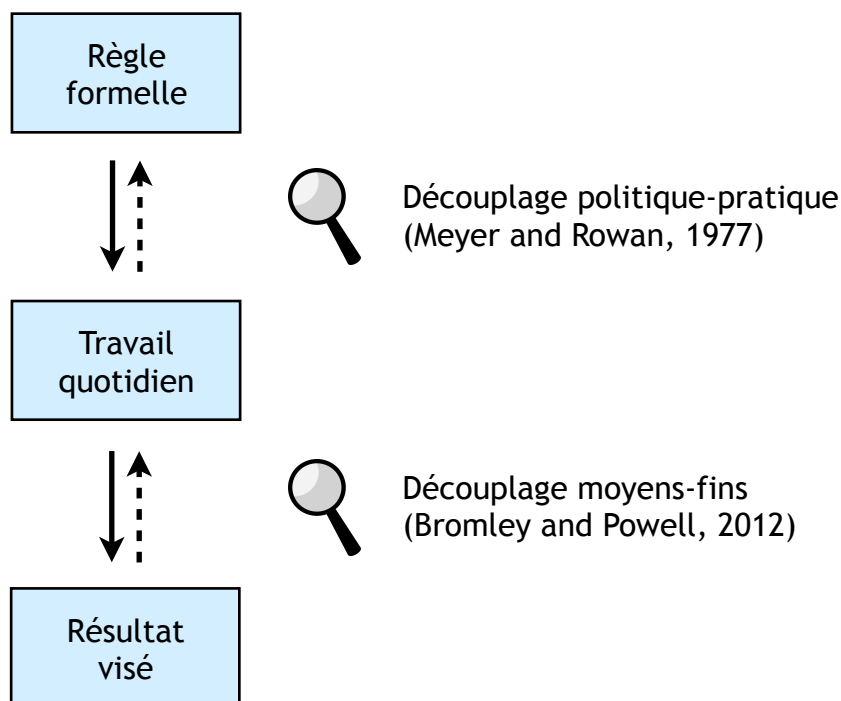 Règle
formelle
Découplage politique-pratique
(Meyer and Rowan, 1977)
Travail
quotidien
Découplage moyens-fins
(Bromley and Powell, 2012)
Résultat
visé